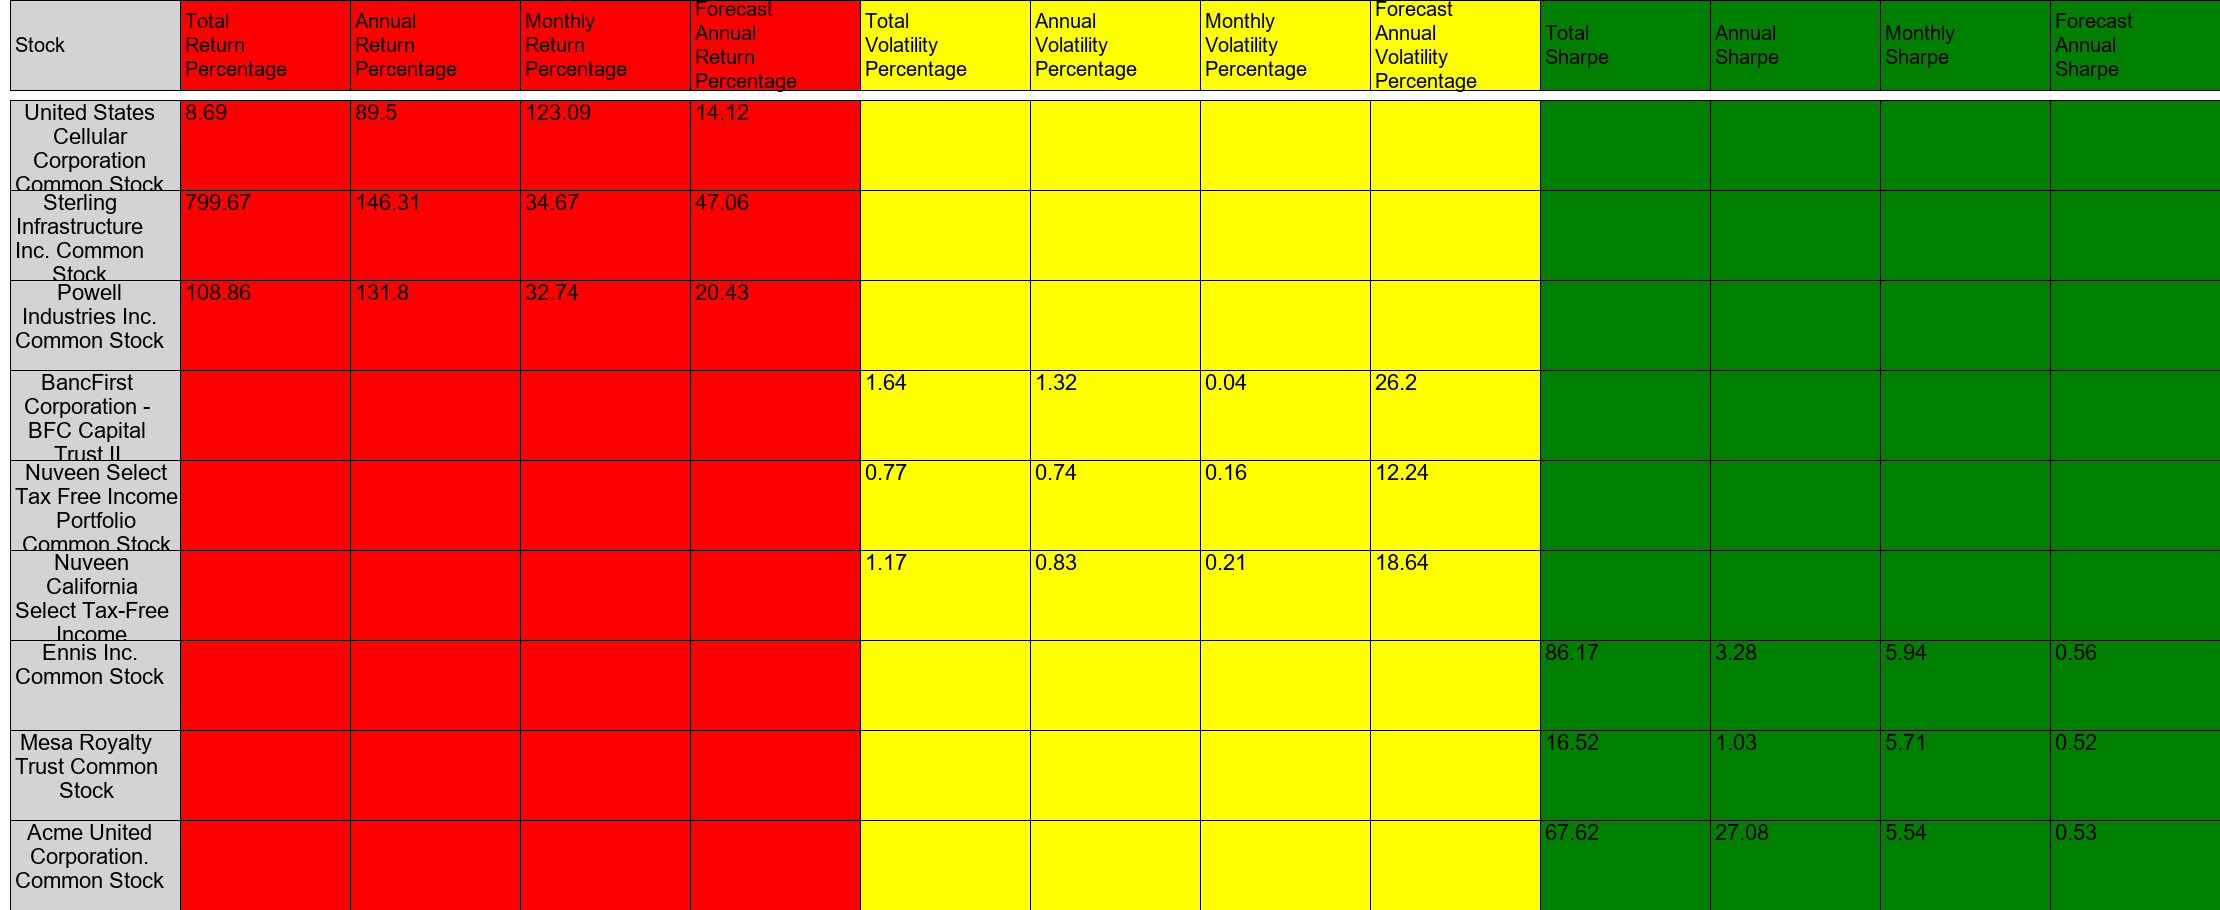 Stock
Total
Return
Percentage
Annual
Return
Percentage
Monthly
Return
Percentage
Forecast
Annual
Return
Percentage
Total
Volatility
Percentage
Annual
Volatility
Percentage
Monthly
Volatility
Percentage
Forecast
Annual
Volatility
Percentage
Total
Sharpe
Annual
Sharpe
Monthly
Sharpe
Forecast
Annual
Sharpe
United States
Cellular
Corporation
Common Stock
8.69
89.5
123.09
14.12
Sterling
Infrastructure
Inc. Common
Stock
799.67
146.31
34.67
47.06
Powell
Industries Inc.
Common Stock
108.86
131.8
32.74
20.43
BancFirst
Corporation -
BFC Capital
Trust II
1.64
1.32
0.04
26.2
Nuveen Select
Tax Free Income
Portfolio
Common Stock
0.77
0.74
0.16
12.24
Nuveen
California
Select Tax-Free
Income
1.17
0.83
0.21
18.64
Ennis Inc.
Common Stock
86.17
3.28
5.94
0.56
Mesa Royalty
Trust Common
Stock
16.52
1.03
5.71
0.52
Acme United
Corporation.
Common Stock
67.62
27.08
5.54
0.53